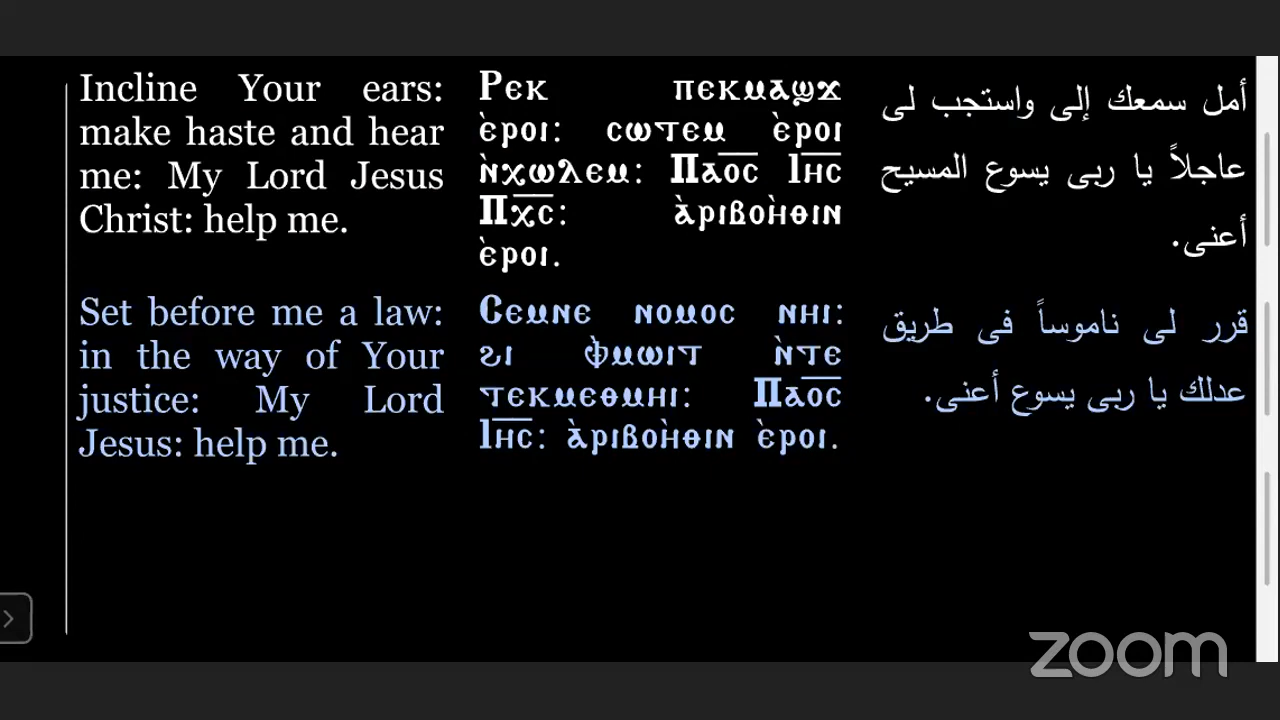 Incline Your ears:
make haste and hear
me: My Lord Jesus
Christ: help me.
Ⲣⲉⲕ ⲡⲉⲕⲙⲁϣϫ
ⲉ̀ⲣⲟⲓ: ⲥⲱⲧⲉⲙ ⲉ̀ⲣⲟⲓ
ⲛ̀ⲭⲱⲗⲉⲙ: Ⲡⲁⲟ̅ⲥ̅ Ⲓⲏ̅ⲥ̅
Ⲡⲭ̅ⲥ̅: ⲁ̀ⲣⲓⲃⲟⲏ̀ⲑⲓⲛ
ⲉ̀ⲣⲟⲓ.
أمل سمعك إلى واستجب لى
عاجلاً يا ربى يسوع المسيح
أعنى.
Set before me a law:
in the way of Your
justice: My Lord
Jesus: help me.
Ⲥⲉⲙⲛⲉ ⲛⲟⲙⲟⲥ ⲛⲏⲓ:
ϩⲓ ⲫ̀ⲙⲱⲓⲧ ⲛ̀ⲧⲉ
ⲧⲉⲕⲙⲉⲑⲙⲏⲓ: Ⲡⲁⲟ̅ⲥ̅
Ⲓⲏ̅ⲥ̅: ⲁ̀ⲣⲓⲃⲟⲏ̀ⲑⲓⲛ ⲉ̀ⲣⲟⲓ.
قرر لى ناموساً فى طريق
عدلك يا ربى يسوع أعنى.
zoom